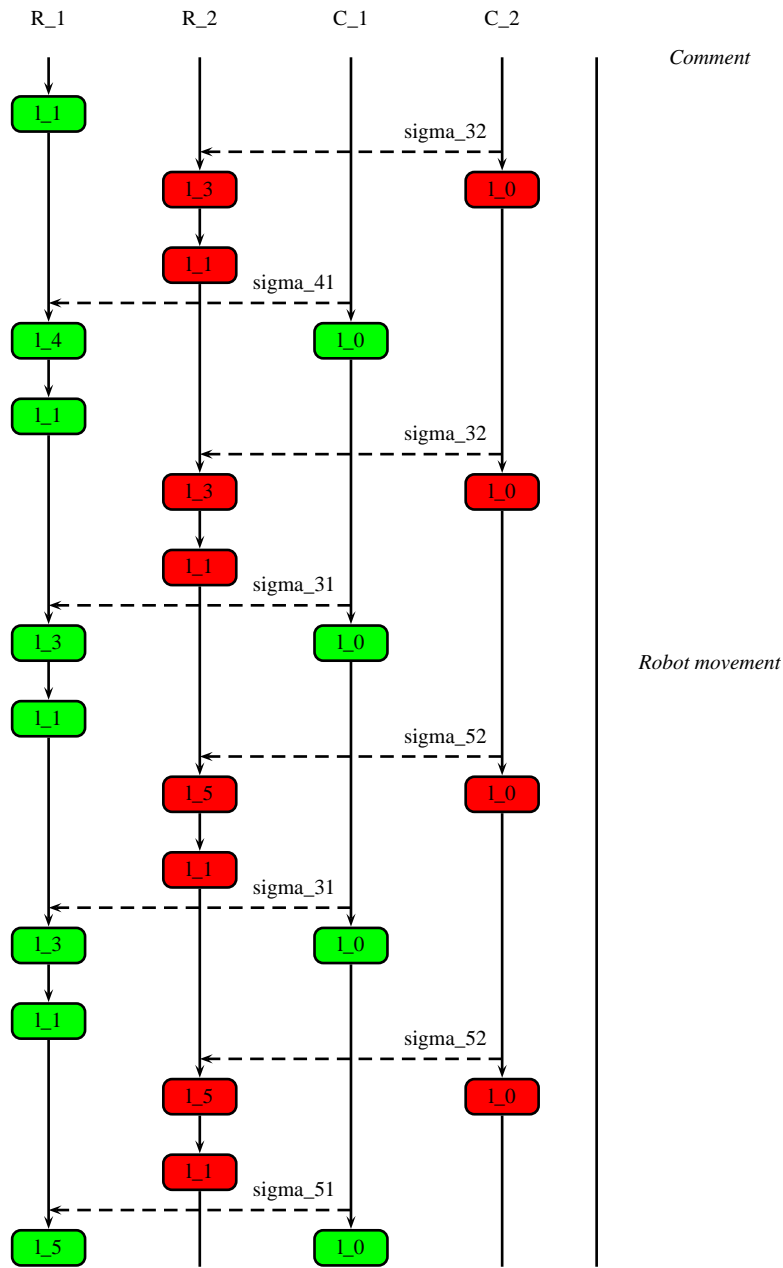 R_1 R_2 C_1 C_2
Comment
l_1
sigma_32
l_3 l_0
l_1
sigma_41
l_4 l_0
l_1
sigma_32
l_3 l_0
l_1
sigma_31
l_3 l_0
Robot movement
l_1
sigma_52
l_5 l_0
l_1
sigma_31
l_3 l_0
l_1
sigma_52
l_5 l_0
l_1
sigma_51
l_5 l_0